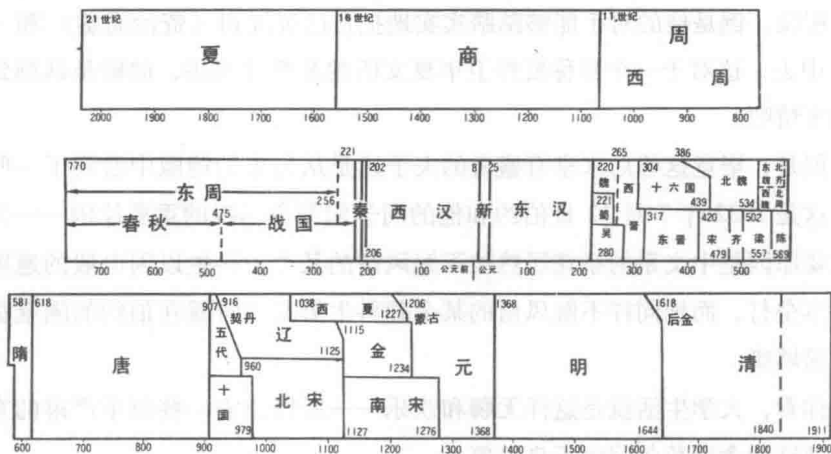 21世纪 16世纪 11世纪
夏 商 周
西 周
2000 1900 1800 1700 1600 1500 1400 1300 1200 1100 1000 900 800
770 221 202 8 25 220 265 304 386
东周 256
秦 西汉 新 东汉
魏 西晋 十六国 北魏 东魏 西魏 北齐 北周
221 439 534
蜀 317 420 502
春秋 475 战国
吴 东晋 宋 齐 梁 陈
280 206 479 557 589
700 600 500 400 300 200 100 公元前 公元 100 200 300 400 500
581 618 907 916 1038 1227 1206 1368 1618
契丹 辽 蒙古 后金
五代 1115
隋 唐 1125 金 元 明 清
960 1234
十国 北宋 南宋
979 1127 1276 1368 1644 1840 1911
600 700 800 900 1000 1100 1200 1300 1400 1500 1600 1700 1800 1900